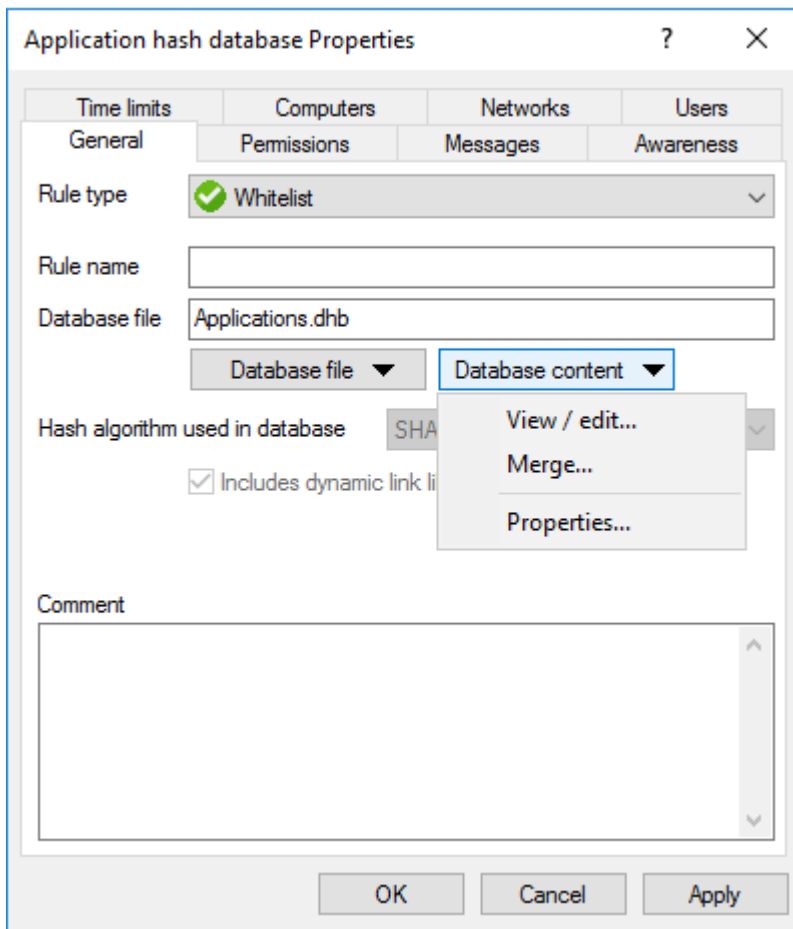 Application hash database Properties ?
Time limits Computers Networks Users
General Permissions Messages Awareness
Rule type Whitelist
Rule name
Database file Applications.dhb
Database file Database content
View / edit...
Hash algorithm used in database SHA
Merge...
Includes dynamic link li
Properties...
Comment
OK Cancel Apply